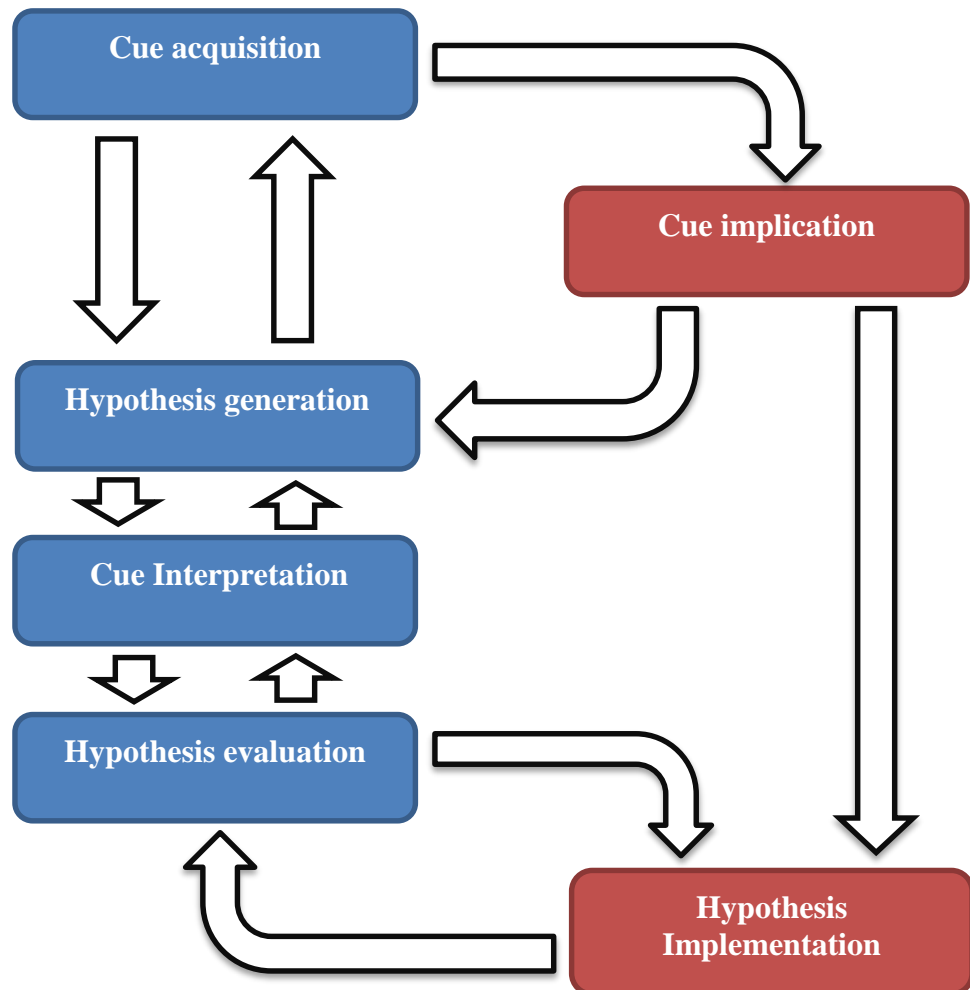 Cue acquisition
Cue implication
Hypothesis generation
Cue Interpretation
Hypothesis evaluation
Hypothesis
Implementation